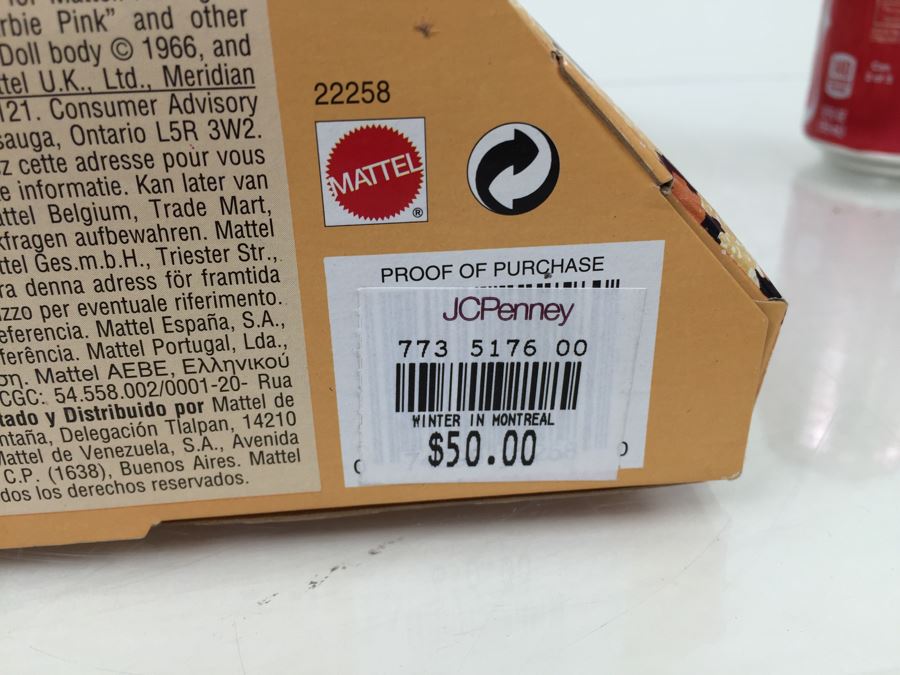 rbie Pink" and other
Doll body © 1966, and
tel U.K., Ltd., Meridian
121. Consumer Advisory
sauga, Ontario L5R 3W2.
z cette adresse pour vous
e informatie. Kan later van
ttel Belgium, Trade Mart,
kfragen aufbewahren. Mattel
ttel Ges.m.b.H., Triester Str.,
ra denna adress för framtida
izzo per eventuale riferimento.
eferencia. Mattel España, S.A.,
ferência. Mattel Portugal, Lda.,
ση. Mattel AEBE, Ελληνικού
CGC: 54.558.002/0001-20- Rua
tado y Distribuido por Mattel de
ntaña, Delegación Tlalpan, 14210
Mattel de Venezuela, S.A., Avenida
C.P. (1638), Buenos Aires. Mattel
dos los derechos reservados.
22258
MATTEL
®
PROOF OF PURCHASE
JCPenney
773 5176 00
WINTER IN MONTREAL
$50.00